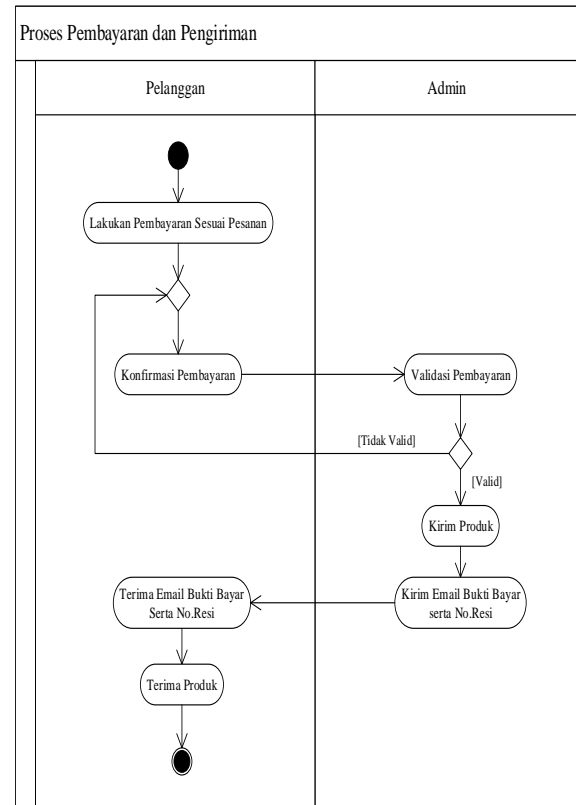 Proses Pembayaran dan Pengiriman
Pelanggan
Admin
Lakukan Pembayaran Sesuai Pesanan
Konfirmasi Pembayaran
Validasi Pembayaran
[Tidak Valid]
[Valid]
Kirim Produk
Terima Email Bukti Bayar
Serta No.Resi
Kirim Email Bukti Bayar
serta No.Resi
Terima Produk